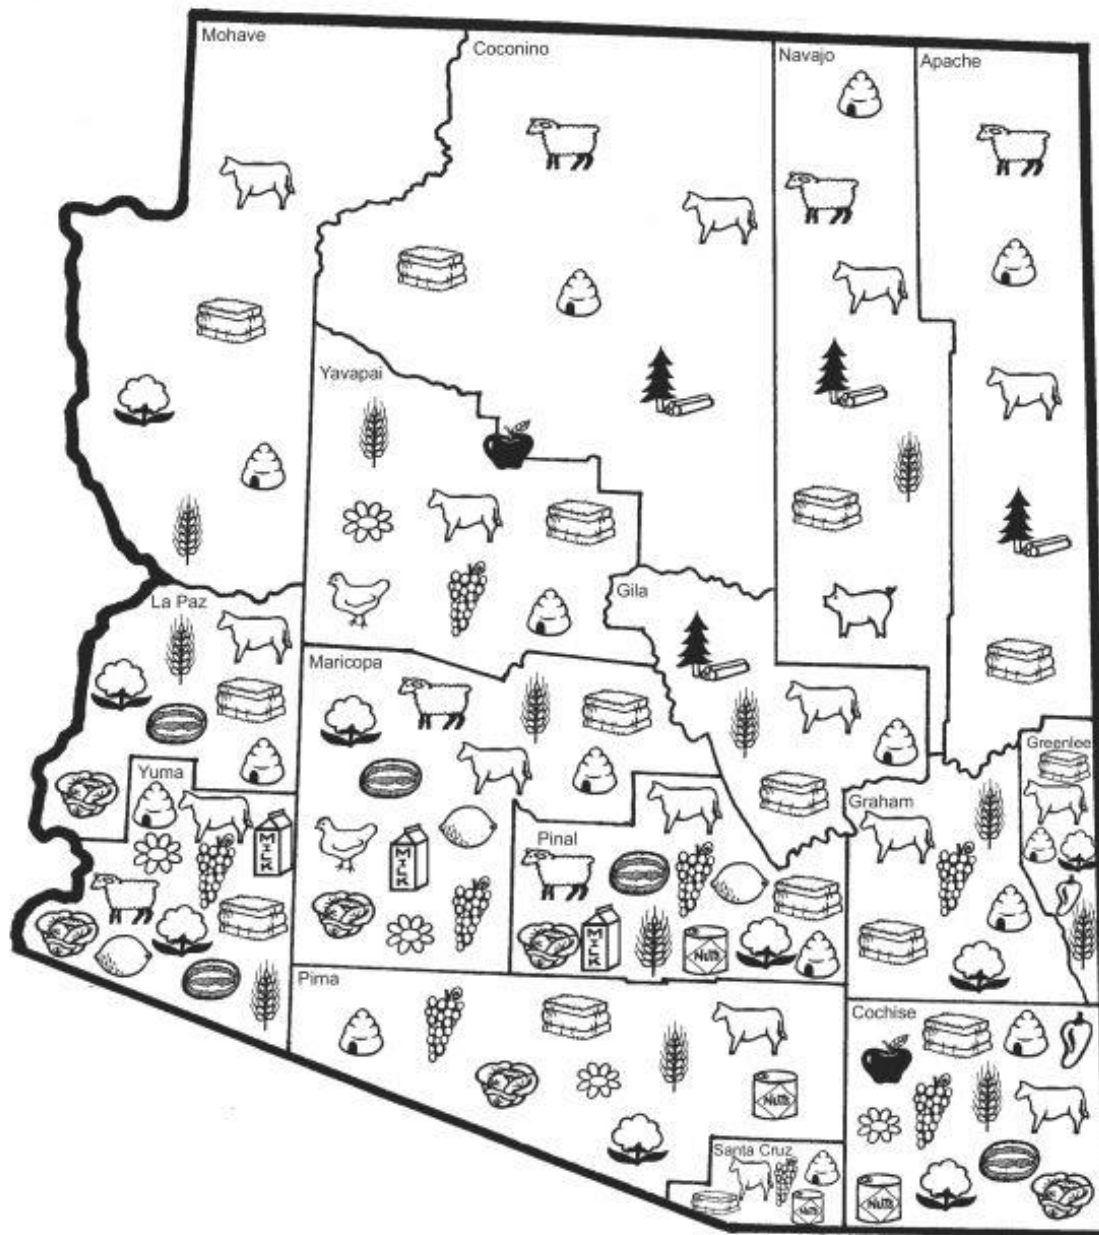 Mohave
Coconino
Navajo
Apache
Yavapai
Gila
La Paz
Maricopa
Greenlee
Yuma
Graham
MILK
Pinal
MILK
MILK
Nuts
Pima
Cochise
Nuts
Santa Cruz
Nuts
Nuts